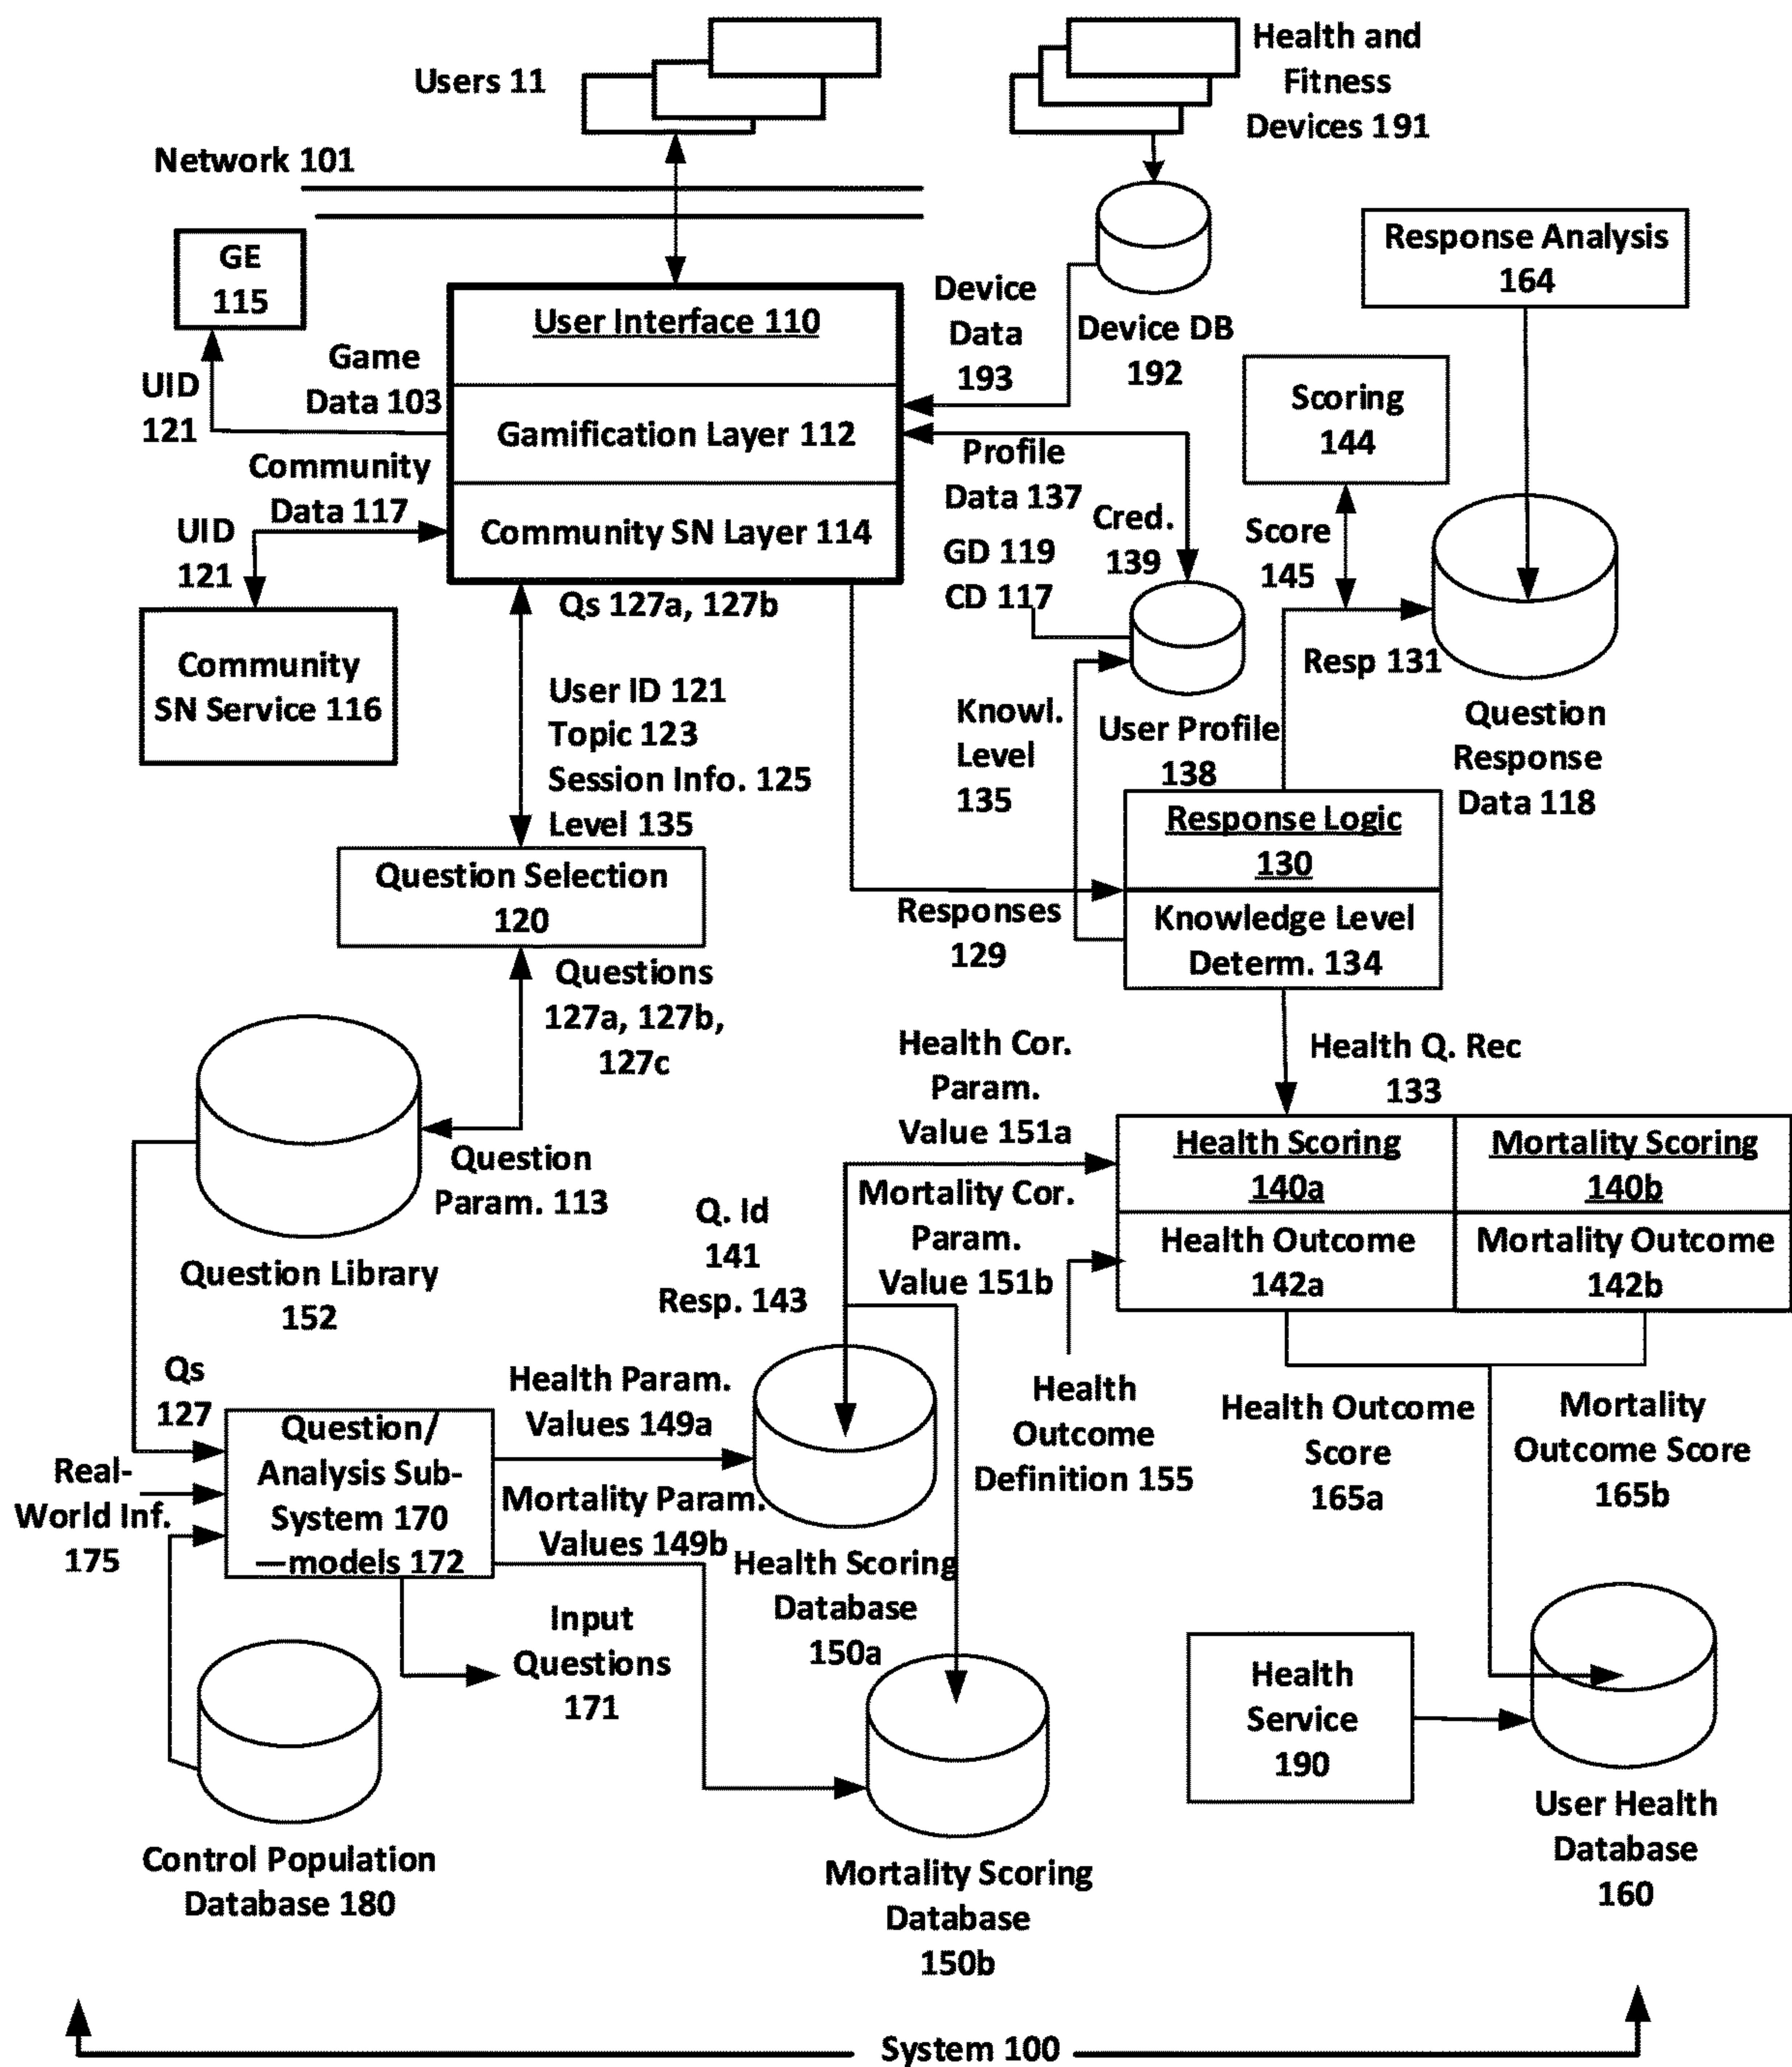 Users 11
Health and
Fitness
Devices 191
Network 101
GE
115
User Interface 110
Gamification Layer 112
Community SN Layer 114
Game
Data 103
UID
121
Community
Data 117
UID
121
Community
SN Service 116
Device
Data
193
Device DB
192
Response Analysis
164
Scoring
144
Score
145
Profile
Data 137
Cred.
139
GD 119
CD 117
Resp 131
Question
Response
Data 118
Qs 127a, 127b
User ID 121
Topic 123
Session Info. 125
Level 135
Knowl.
Level
135
User Profile
138
Response Logic
130
Knowledge Level
Determ. 134
Question Selection
120
Responses
129
Questions
127a, 127b,
127c
Health Q. Rec
133
Health Cor.
Param.
Value 151a
Question
Param. 113
Question Library
152
Q. Id
141
Resp. 143
Mortality Cor.
Param.
Value 151b
Health Scoring
140a
Mortality Scoring
140b
Health Outcome
142a
Mortality Outcome
142b
Qs
127
Health Param.
Values 149a
Health
Outcome
Definition 155
Health Outcome
Score
165a
Mortality
Outcome Score
165b
Real-
World Inf.
175
Question/
Analysis Sub-
System 170
—models 172
Mortality Param.
Values 149b
Health Scoring
Database
150a
Input
Questions
171
Health
Service
190
User Health
Database
160
Control Population
Database 180
Mortality Scoring
Database
150b
System 100